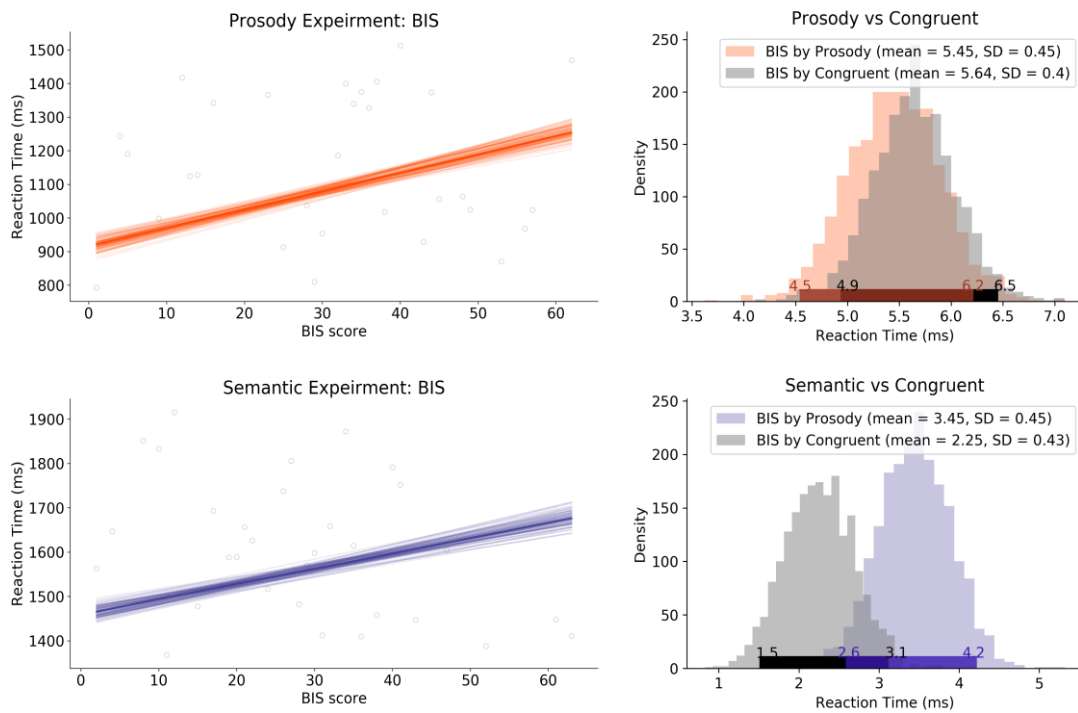 Prosody Expeirment: BIS
1500
1400
1300
1200
1100
1000
900
800
Reaction Time (ms)
0 10 20 30 40 50 60
BIS score
Prosody vs Congruent
BIS by Prosody (mean = 5.45, SD = 0.45)
BIS by Congruent (mean = 5.64, SD = 0.4)
250
200
150
100
50
0
Density
4.5 4.9 6.2 6.5
3.5 4.0 4.5 5.0 5.5 6.0 6.5 7.0
Reaction Time (ms)
Semantic Expeirment: BIS
1900
1800
1700
1600
1500
1400
Reaction Time (ms)
0 10 20 30 40 50 60
BIS score
Semantic vs Congruent
BIS by Prosody (mean = 3.45, SD = 0.45)
BIS by Congruent (mean = 2.25, SD = 0.43)
250
200
150
100
50
0
Density
1.5 2.6 3.1 4.2
1 2 3 4 5
Reaction Time (ms)